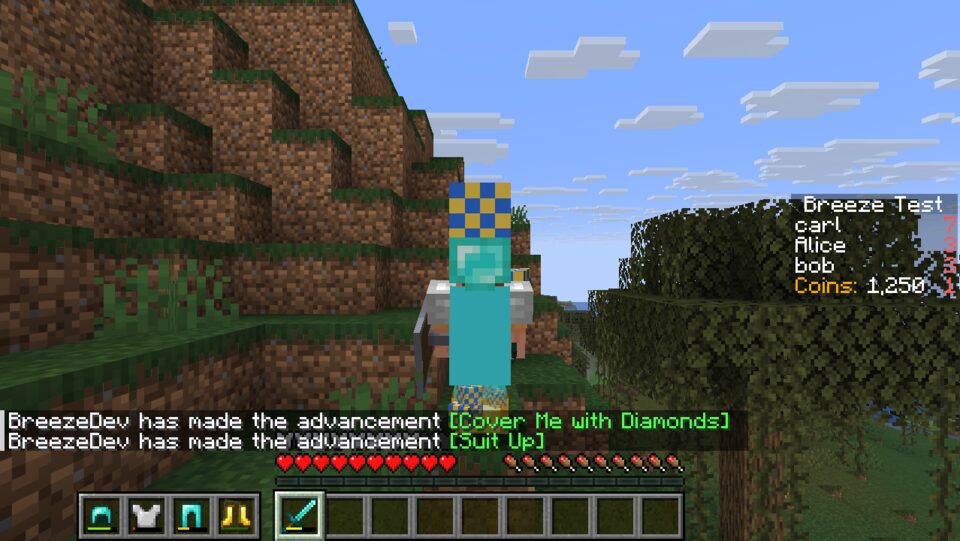 Breeze Test
carl
Alice
bob
Coins: 1,250 1
BreezeDev has made the advancement [Cover Me with Diamonds]
BreezeDev has made the advancement [Suit Up]